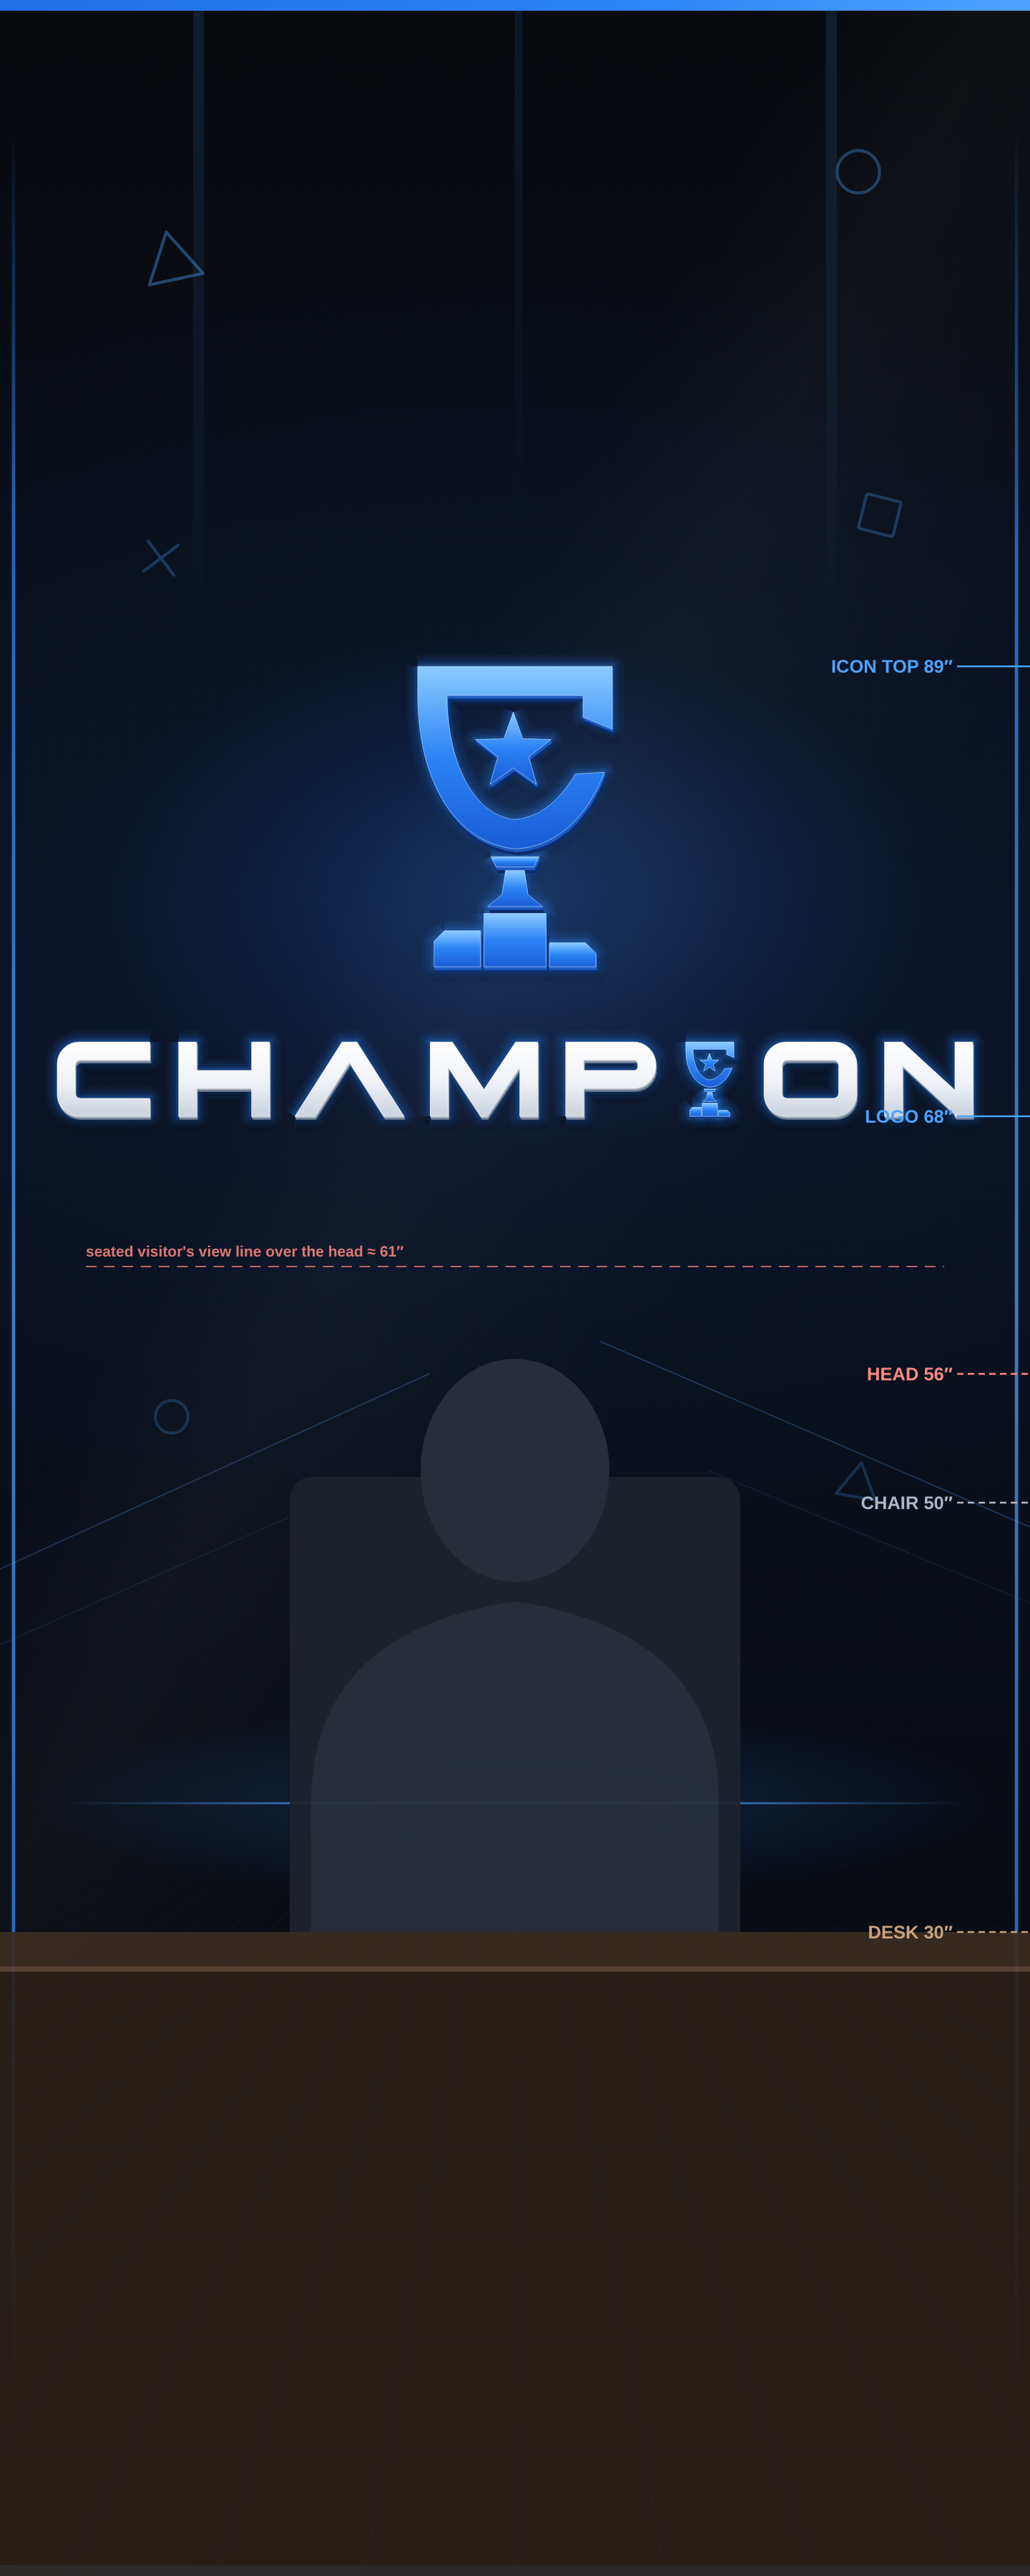 ICON TOP 89″
CHAMPION
LOGO 68″
seated visitor's view line over the head ≈ 61″
HEAD 56″
CHAIR 50″
DESK 30″